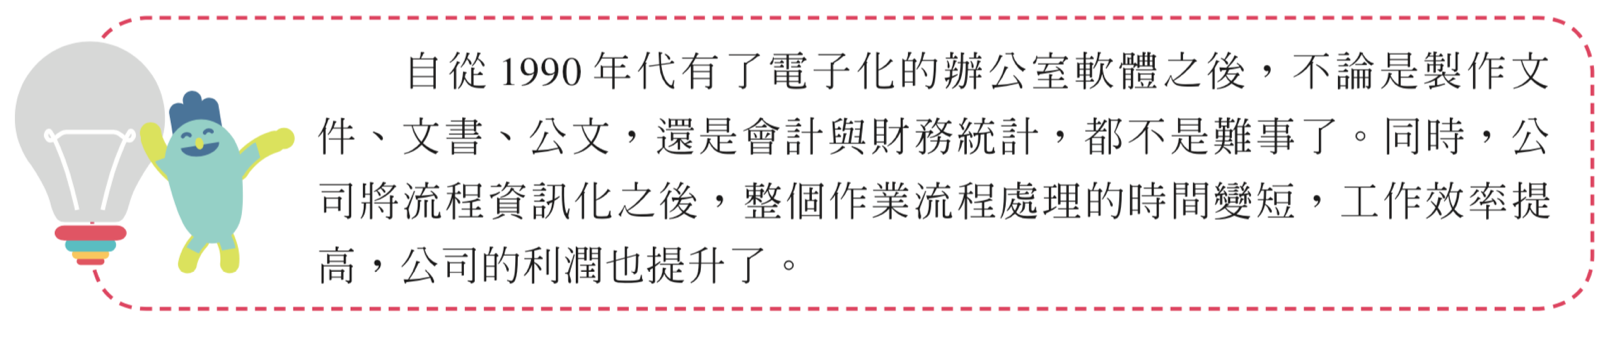 自從 1990 年代有了電子化的辦公室軟體之後，不論是製作文
件、文書、公文，還是會計與財務統計，都不是難事了。同時，公
司將流程資訊化之後，整個作業流程處理的時間變短，工作效率提
高，公司的利潤也提升了。